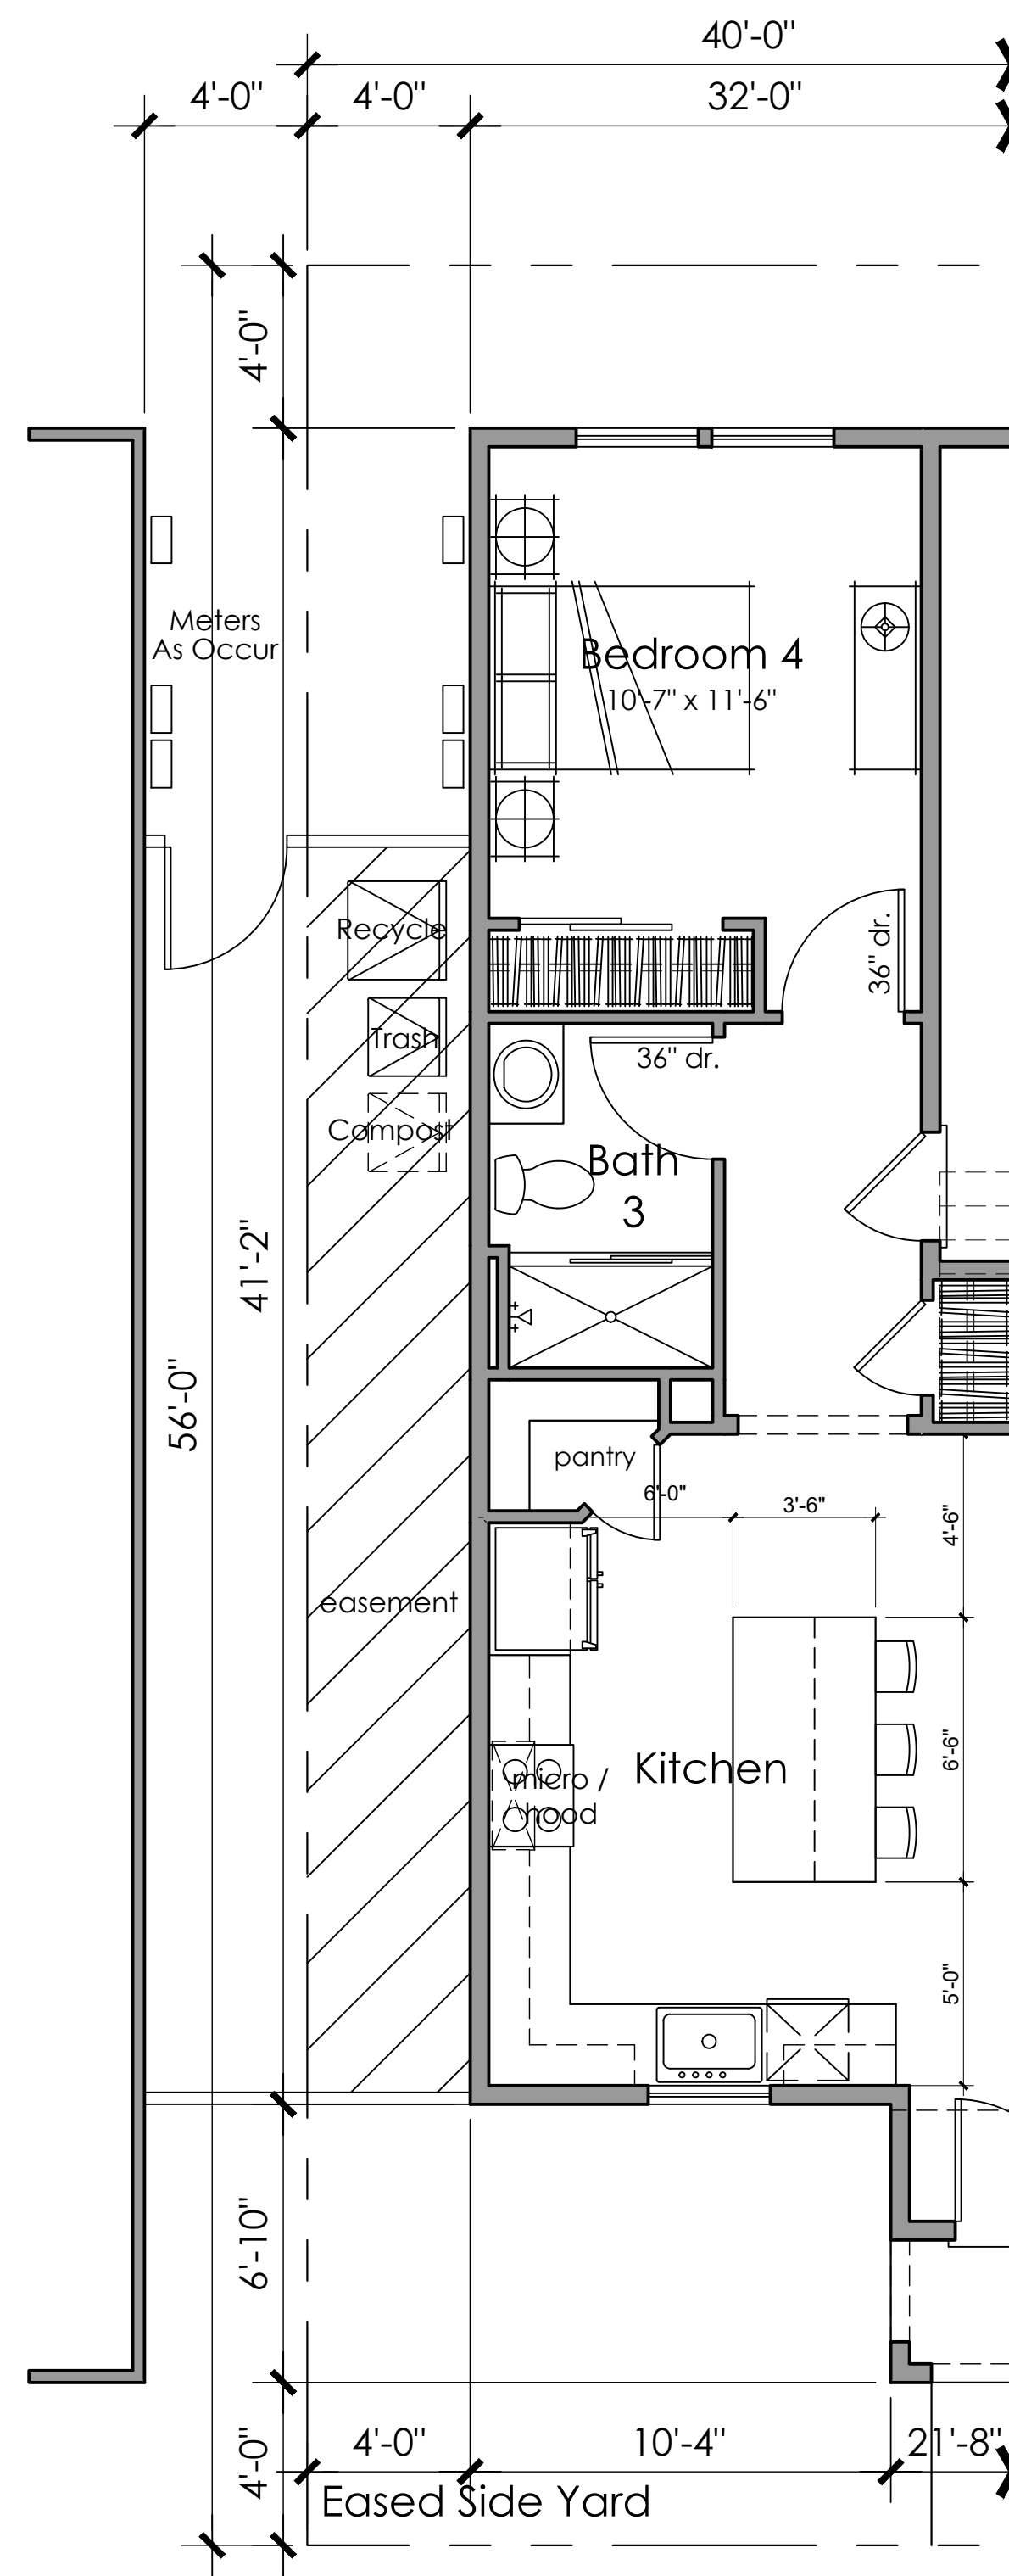 40'-0"
4'-0"
4'-0"
32'-0"
4'-0"
Meters
As Occur
Bedroom 4
10'-7" x 11'-6"
Recycle
36" dr.
Trash
36" dr.
Compost
Bath
3
41'-2"
56'-0"
pantry
6'-0"
3'-6"
4'-6"
easement
Kitchen
6'-6"
micro /
hood
5'-0"
6'-10"
4'-0"
4'-0"
10'-4"
21'-8"
Eased Side Yard